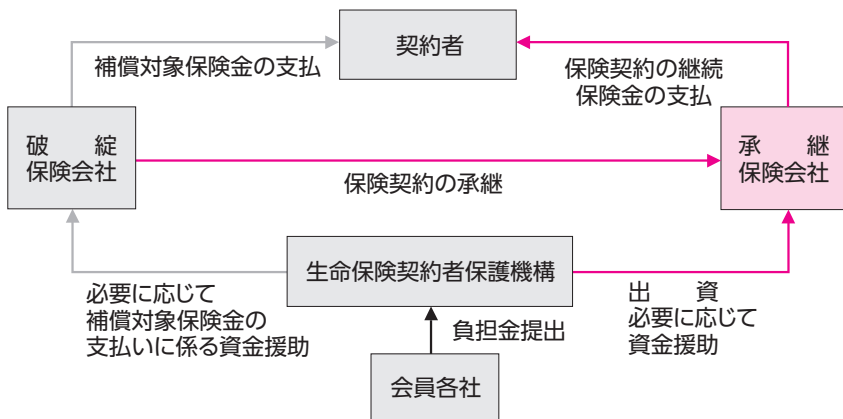 契約者
補償対象保険金の支払
保険契約の継続
保険金の支払
破　　綻
保険会社
承　　継
保険会社
保険契約の承継
生命保険契約者保護機構
必要に応じて
補償対象保険金の
支払いに係る資金援助
出　　資
必要に応じて
資金援助
負担金提出
会員各社